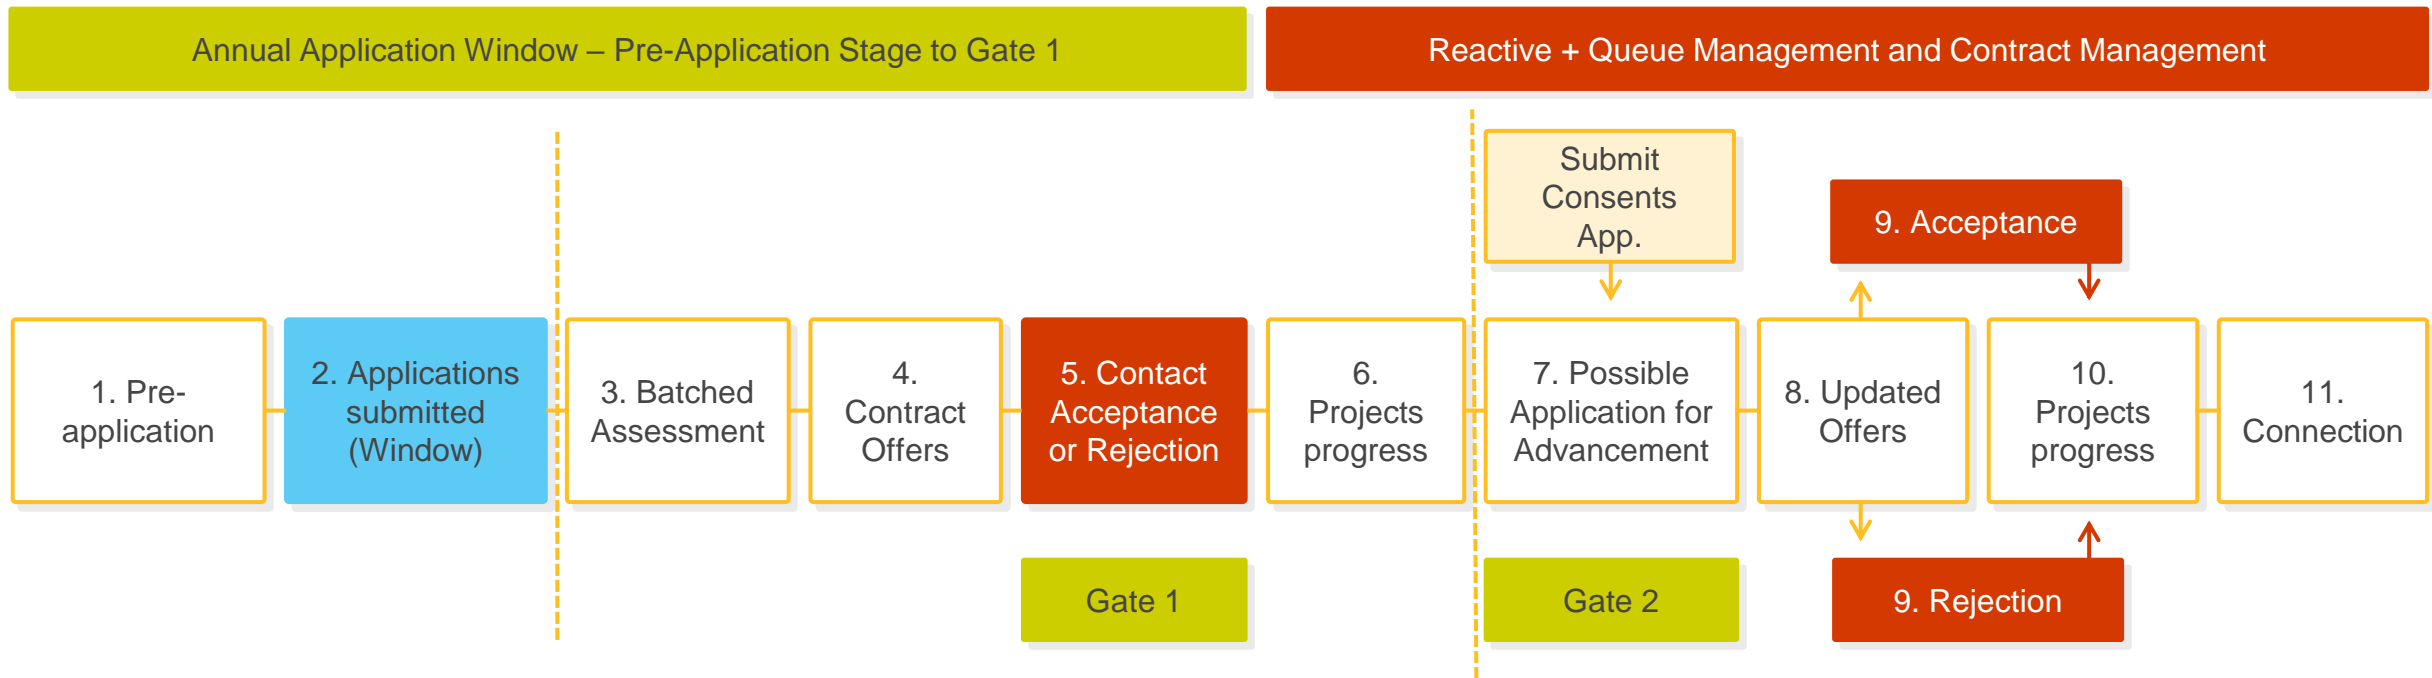 Annual Application Window – Pre-Application Stage to Gate 1
Reactive + Queue Management and Contract Management
Submit
Consents
App.
9. Acceptance
1. Pre-
application
2. Applications
submitted
(Window)
3. Batched
Assessment
4.
Contract
Offers
5. Contact
Acceptance
or Rejection
6.
Projects
progress
7. Possible
Application for
Advancement
8. Updated
Offers
10.
Projects
progress
11.
Connection
Gate 1
Gate 2
9. Rejection